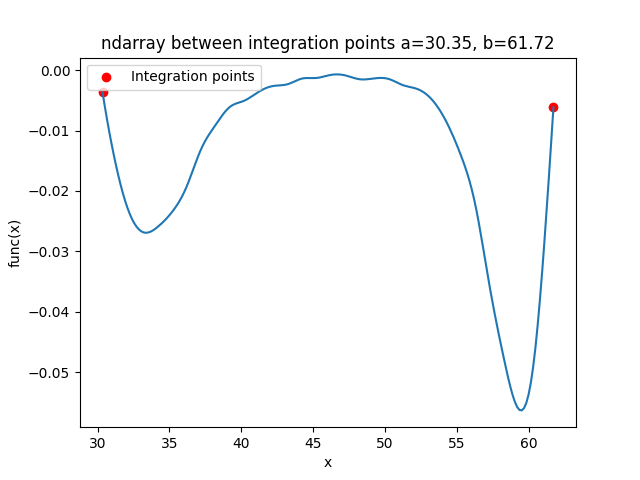 ndarray between integration points a=30.35, b=61.72
Integration points
0.00
−0.01
−0.02
−0.03
−0.04
−0.05
func(x)
30 35 40 45 50 55 60
x